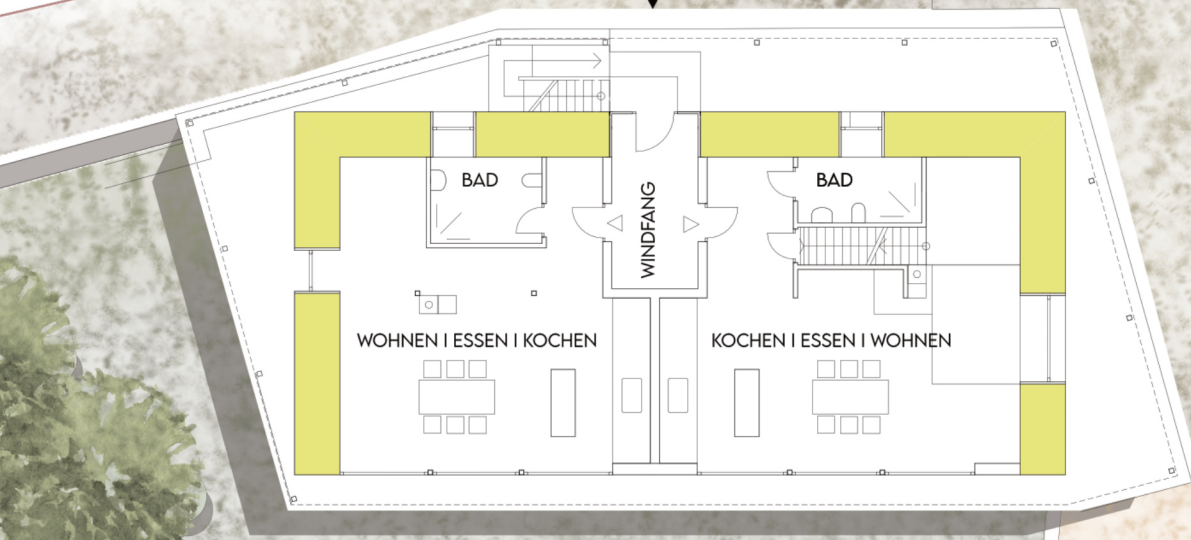 BAD
BAD
WINDFANG
WOHNEN I ESSEN I KOCHEN
KOCHEN I ESSEN I WOHNEN